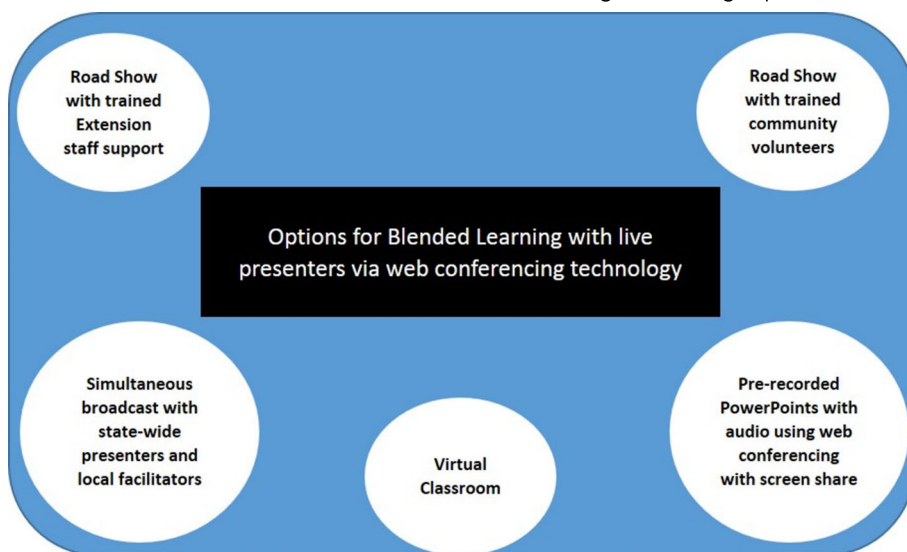 Road Show
with trained
Extension
staff support
Road Show
with trained
community
volunteers
Options for Blended Learning with live
presenters via web conferencing technology
Simultaneous
broadcast with
state-wide
presenters and
local facilitators
Virtual
Classroom
Pre-recorded
PowerPoints with
audio using web
conferencing
with screen share